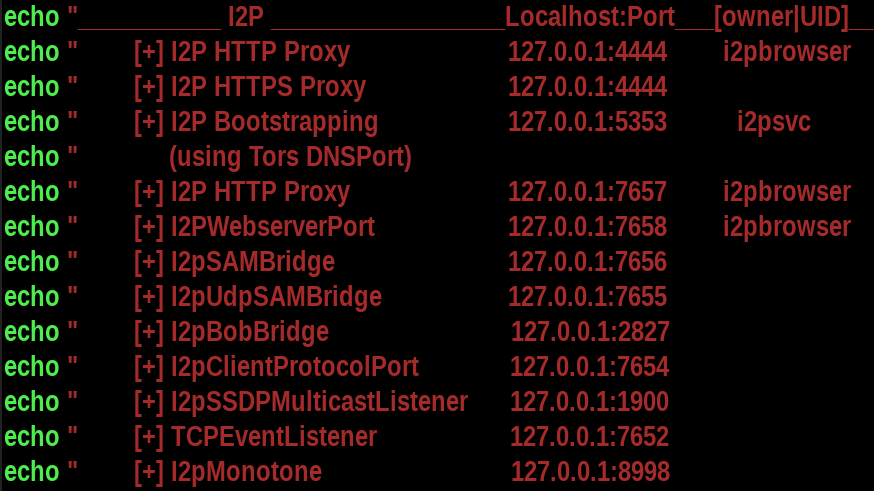 echo "___________ I2P __________________Localhost:Port___[owner|UID]__
echo " [+] I2P HTTP Proxy 127.0.0.1:4444 i2pbrowser
echo " [+] I2P HTTPS Proxy 127.0.0.1:4444
echo " [+] I2P Bootstrapping 127.0.0.1:5353 i2psvc
echo " (using Tors DNSPort)
echo " [+] I2P HTTP Proxy 127.0.0.1:7657 i2pbrowser
echo " [+] I2PWebserverPort 127.0.0.1:7658 i2pbrowser
echo " [+] I2pSAMBridge 127.0.0.1:7656
echo " [+] I2pUdpSAMBridge 127.0.0.1:7655
echo " [+] I2pBobBridge 127.0.0.1:2827
echo " [+] I2pClientProtocolPort 127.0.0.1:7654
echo " [+] I2pSSDPMulticastListener 127.0.0.1:1900
echo " [+] TCPEventListener 127.0.0.1:7652
echo " [+] I2pMonotone 127.0.0.1:8998